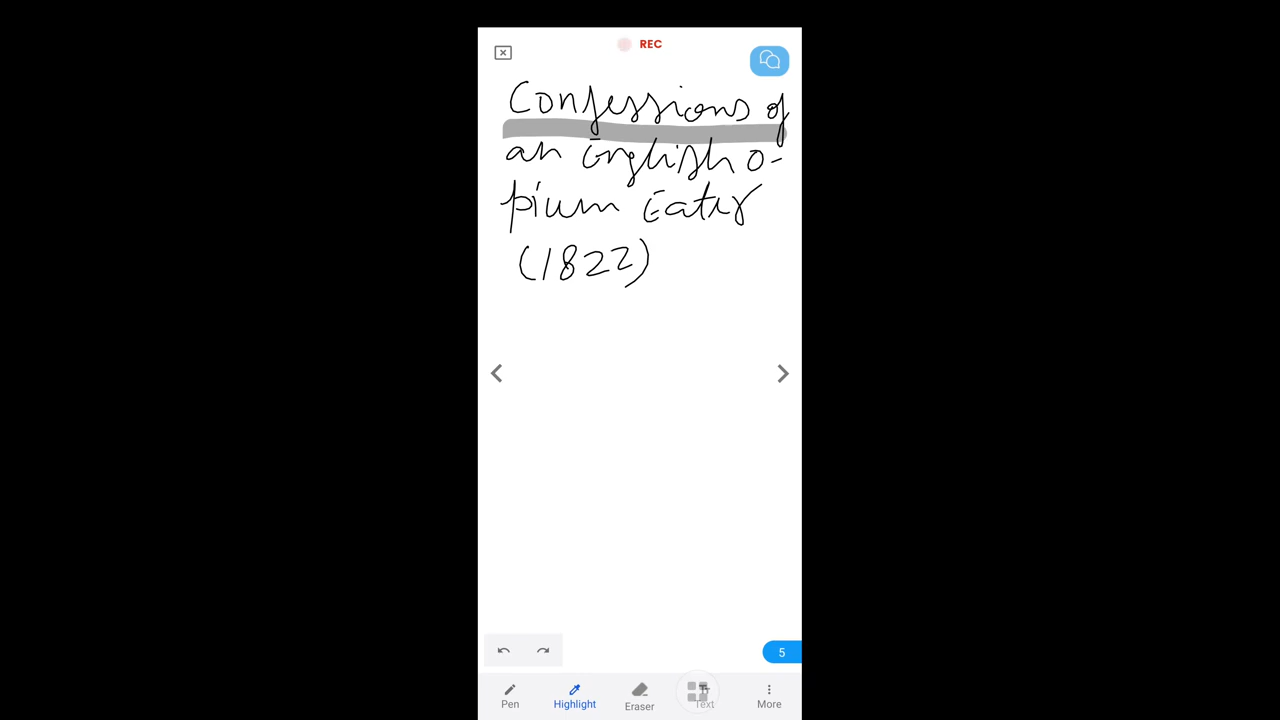 REC
Confessions of
an English O-
pium Eater
(1822)
5
Pen
Highlight
Eraser
Text
More